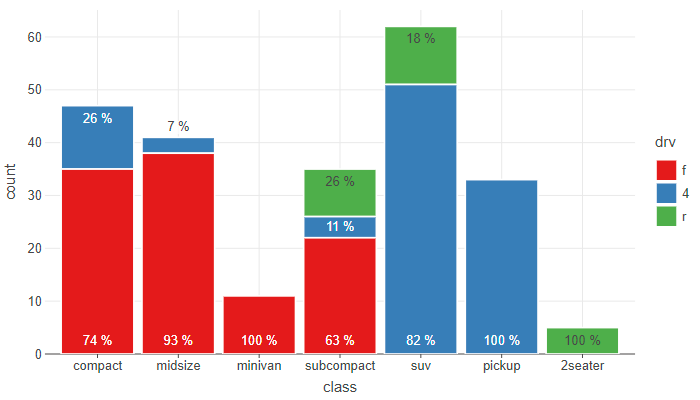 60
50
40
30
20
10
0
count
26 %
7 %
26 %
11 %
18 %
74 %
93 %
100 %
63 %
82 %
100 %
100 %
compact
midsize
minivan
subcompact
suv
pickup
2seater
class
drv
f
4
r